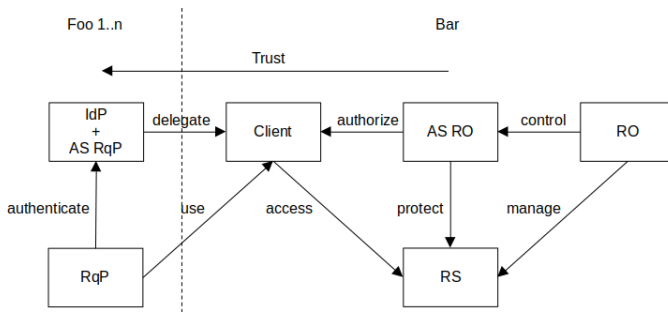 Foo 1..n
Bar
Trust
IdP
+
AS RqP
delegate
Client
authorize
AS RO
control
RO
authenticate
use
access
protect
manage
RqP
RS